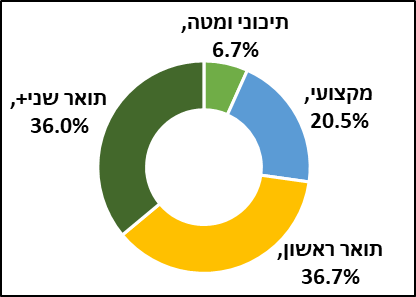 תיכוני ומטה,
6.7%
מקצועי,
20.5%
תואר שני+,
36.0%
תואר ראשון,
36.7%